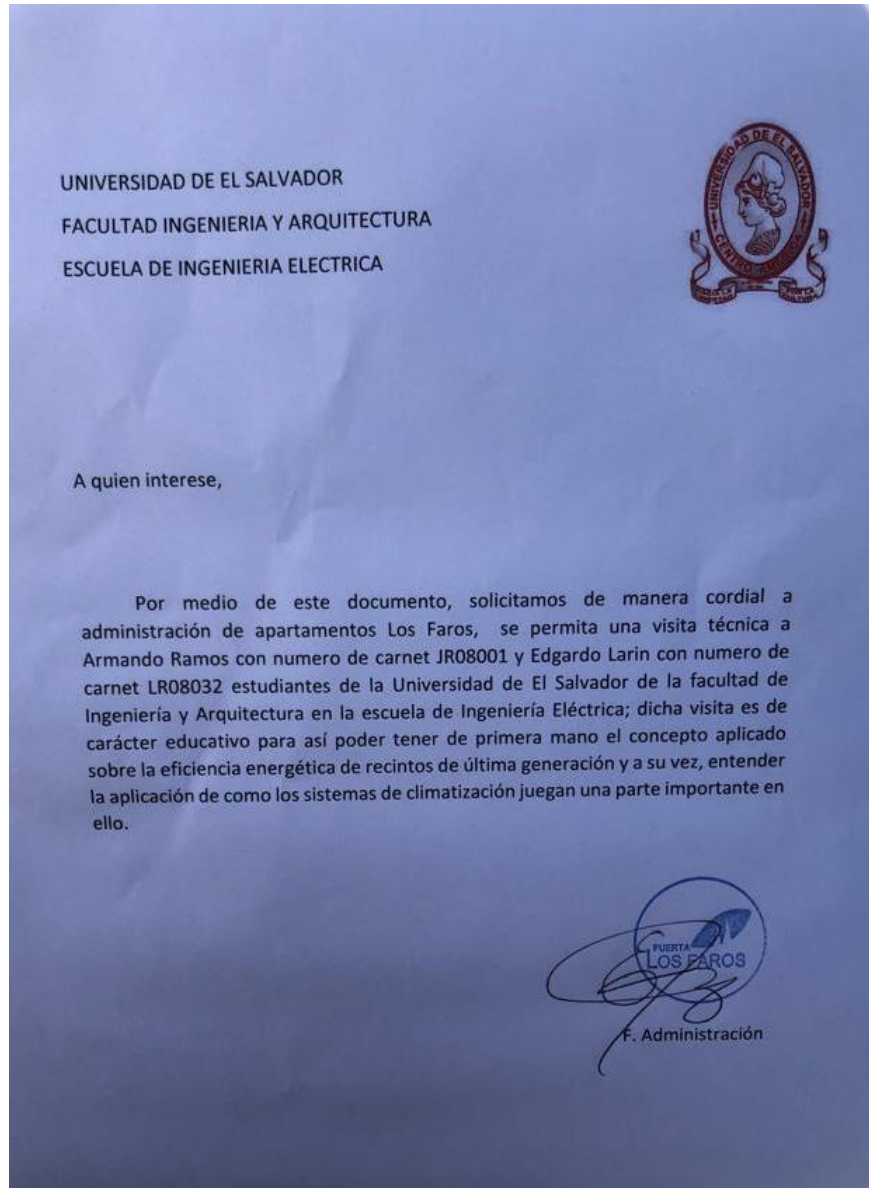 UNIVERSIDAD DE EL SALVADOR
FACULTAD INGENIERIA Y ARQUITECTURA
ESCUELA DE INGENIERIA ELECTRICA
UNIVERSIDAD DE EL SALVADOR
CENTRO AMERICA
A quien interese,
Por medio de este documento, solicitamos de manera cordial a
administración de apartamentos Los Faros, se permita una visita técnica a
Armando Ramos con numero de carnet JR08001 y Edgardo Larin con numero de
carnet LR08032 estudiantes de la Universidad de El Salvador de la facultad de
Ingeniería y Arquitectura en la escuela de Ingeniería Eléctrica; dicha visita es de
carácter educativo para así poder tener de primera mano el concepto aplicado
sobre la eficiencia energética de recintos de última generación y a su vez, entender
la aplicación de como los sistemas de climatización juegan una parte importante en
ello.
PUERTA
LOS FAROS
F. Administración